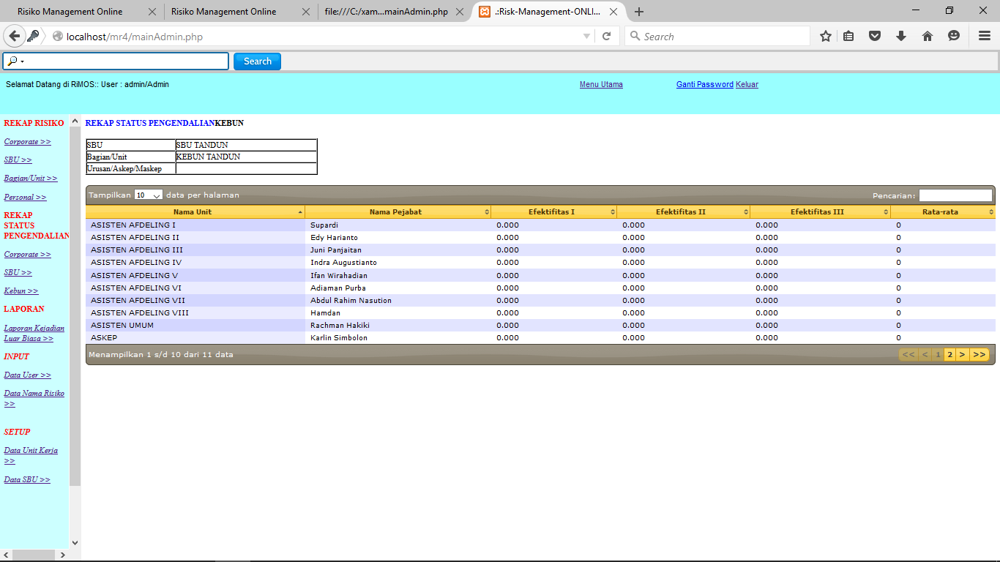 Risiko Management Online
Risiko Management Online
file:///C:/xam...mainAdmin.php
.:Risk-Management-ONLI...
localhost/mr4/mainAdmin.php
Search
Search
Selamat Datang di RiMOS:: User : admin/Admin
Menu Utama
Ganti Password Keluar
REKAP RISIKO
Corporate >>
SBU >>
Bagian/Unit >>
Personal >>
REKAP
STATUS
PENGENDALIAN
Corporate >>
SBU >>
Kebun >>
LAPORAN
Laporan Kejadian
Luar Biasa >>
INPUT
Data User >>
Data Nama Risiko
>>
SETUP
Data Unit Kerja
>>
Data SBU >>
REKAP STATUS PENGENDALIANKEBUN
SBU SBU TANDUN
Bagian/Unit KEBUN TANDUN
Urusan/Askep/Maskep
Tampilkan 10 data per halaman
Pencarian:
Nama Unit Nama Pejabat Efektifitas I Efektifitas II Efektifitas III Rata-rata
ASISTEN AFDELING I Supardi 0.000 0.000 0.000 0
ASISTEN AFDELING II Edy Harianto 0.000 0.000 0.000 0
ASISTEN AFDELING III Juni Panjaitan 0.000 0.000 0.000 0
ASISTEN AFDELING IV Indra Augustianto 0.000 0.000 0.000 0
ASISTEN AFDELING V Ifan Wirahadian 0.000 0.000 0.000 0
ASISTEN AFDELING VI Adiaman Purba 0.000 0.000 0.000 0
ASISTEN AFDELING VII Abdul Rahim Nasution 0.000 0.000 0.000 0
ASISTEN AFDELING VIII Hamdan 0.000 0.000 0.000 0
ASISTEN UMUM Rachman Hakiki 0.000 0.000 0.000 0
ASKEP Karlin Simbolon 0.000 0.000 0.000 0
Menampilkan 1 s/d 10 dari 11 data
<< < 1 2 > >>